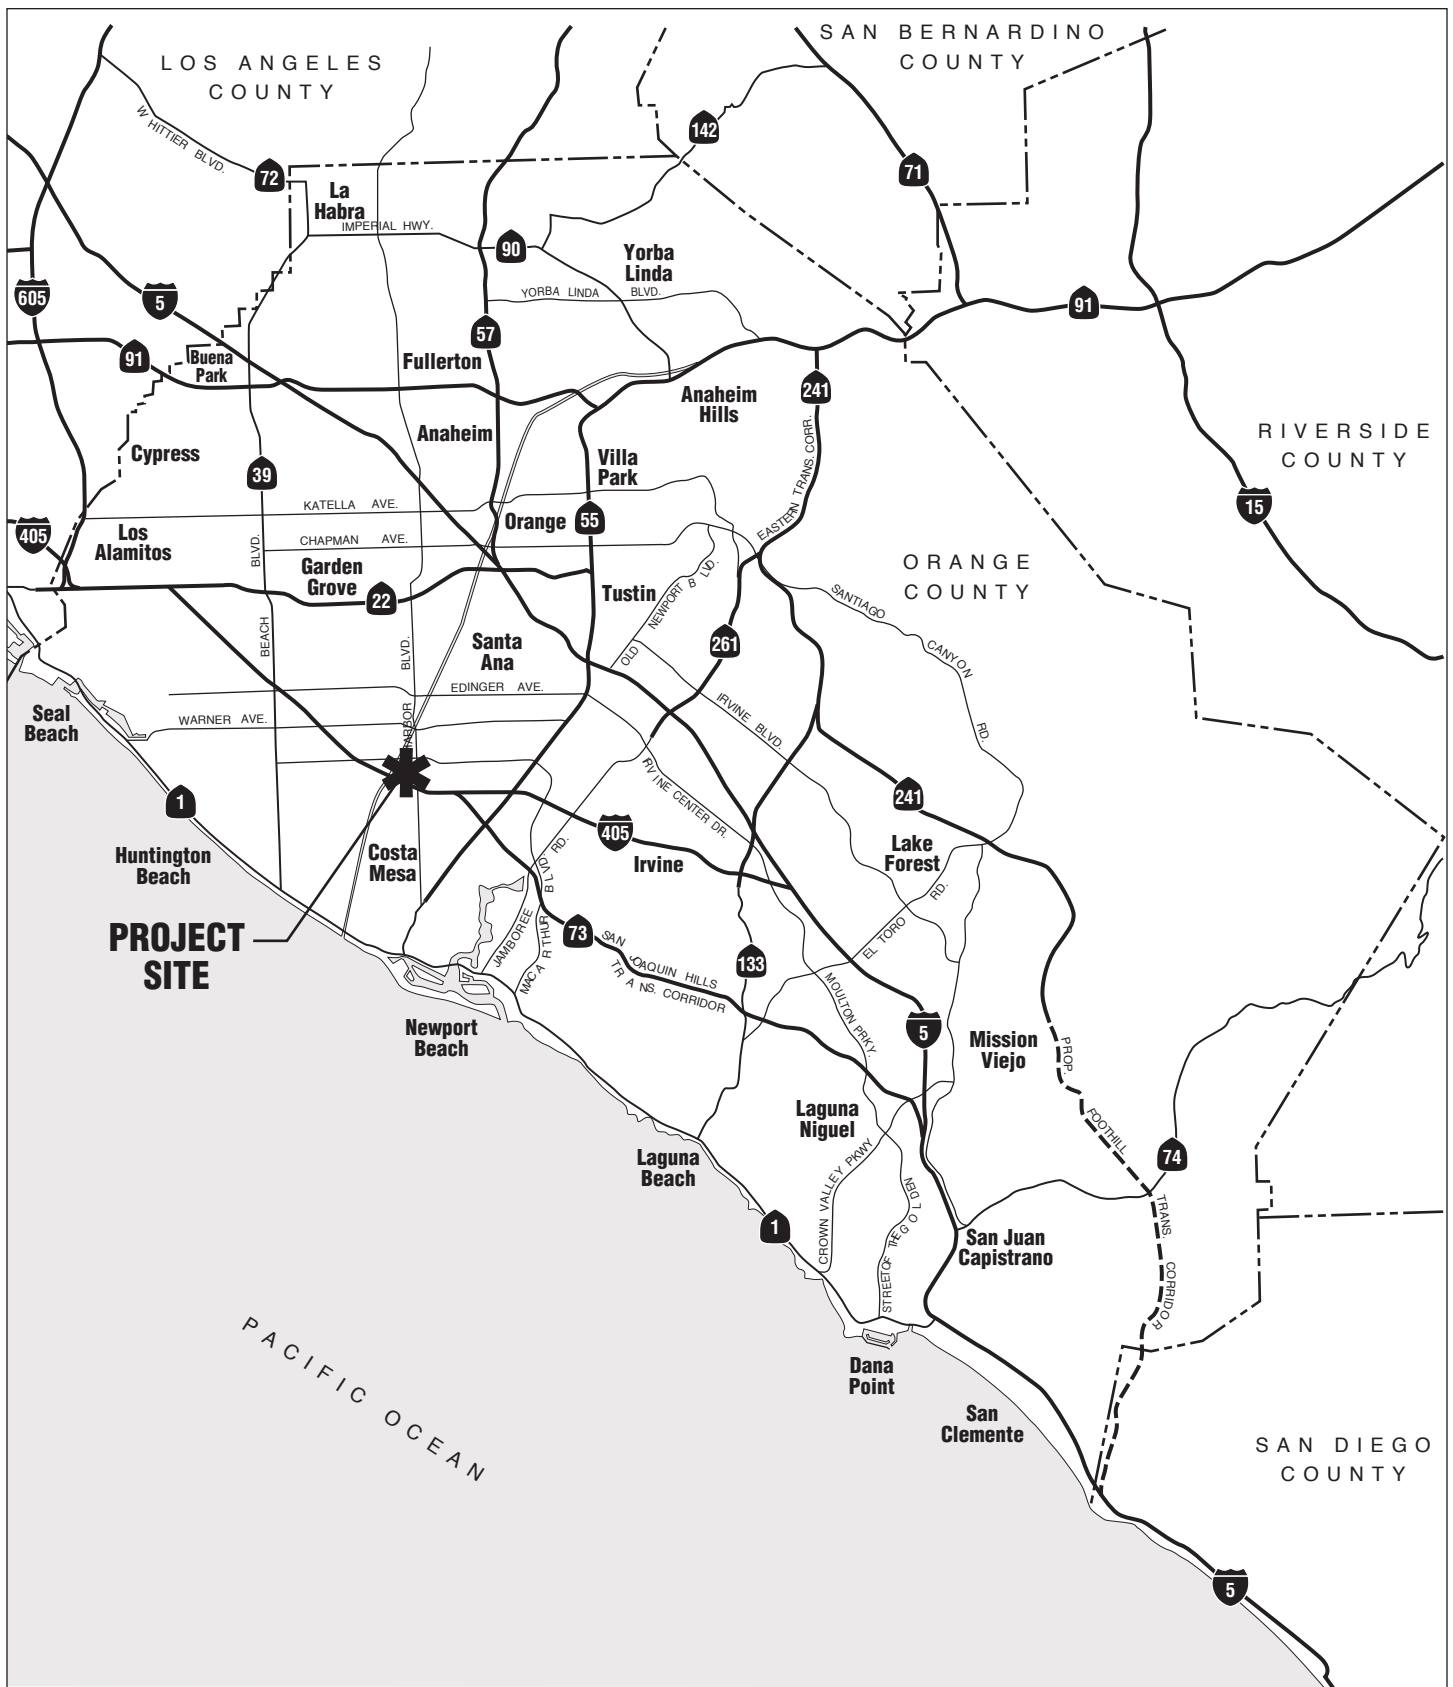 LOS ANGELES
COUNTY
SAN BERNARDINO
COUNTY
WHITTIER BLVD.
142
71
72
La
Habra
IMPERIAL HWY.
90
Yorba
Linda
YORBA LINDA BLVD.
605
5
91
57
91
Buena
Park
Fullerton
241
Anaheim
Hills
RIVERSIDE
COUNTY
Anaheim
Cypress
39
Villa
Park
EASTERN TRANS. CORR.
KATELLA AVE.
Orange
55
15
405
Los
Alamitos
BLVD.
CHAPMAN AVE.
ORANGE
COUNTY
Garden
Grove
22
Tustin
OLD NEWPORT BLVD.
SANTIAGO CANYON RD.
BEACH
HARBOR BLVD.
Santa
Ana
261
EDINGER AVE.
IRVINE BLVD.
Seal
Beach
WARNER AVE.
IRVINE CENTER DR.
1
241
405
Huntington
Beach
Costa
Mesa
Irvine
Lake
Forest
JAMBOREE RD.
MACARTHUR BLVD.
EL TORO RD.
PROJECT
SITE
73
SAN JOAQUIN HILLS
TRANS. CORRIDOR
133
MOULTON PRKY.
Newport
Beach
5
Mission
Viejo
PROP. FOOTHILL TRANS. CORRIDOR
Laguna
Niguel
74
Laguna
Beach
CROWN VALLEY PKWY
STREET OF THE GOLDEN
1
San Juan
Capistrano
PACIFIC OCEAN
Dana
Point
San
Clemente
SAN DIEGO
COUNTY
5